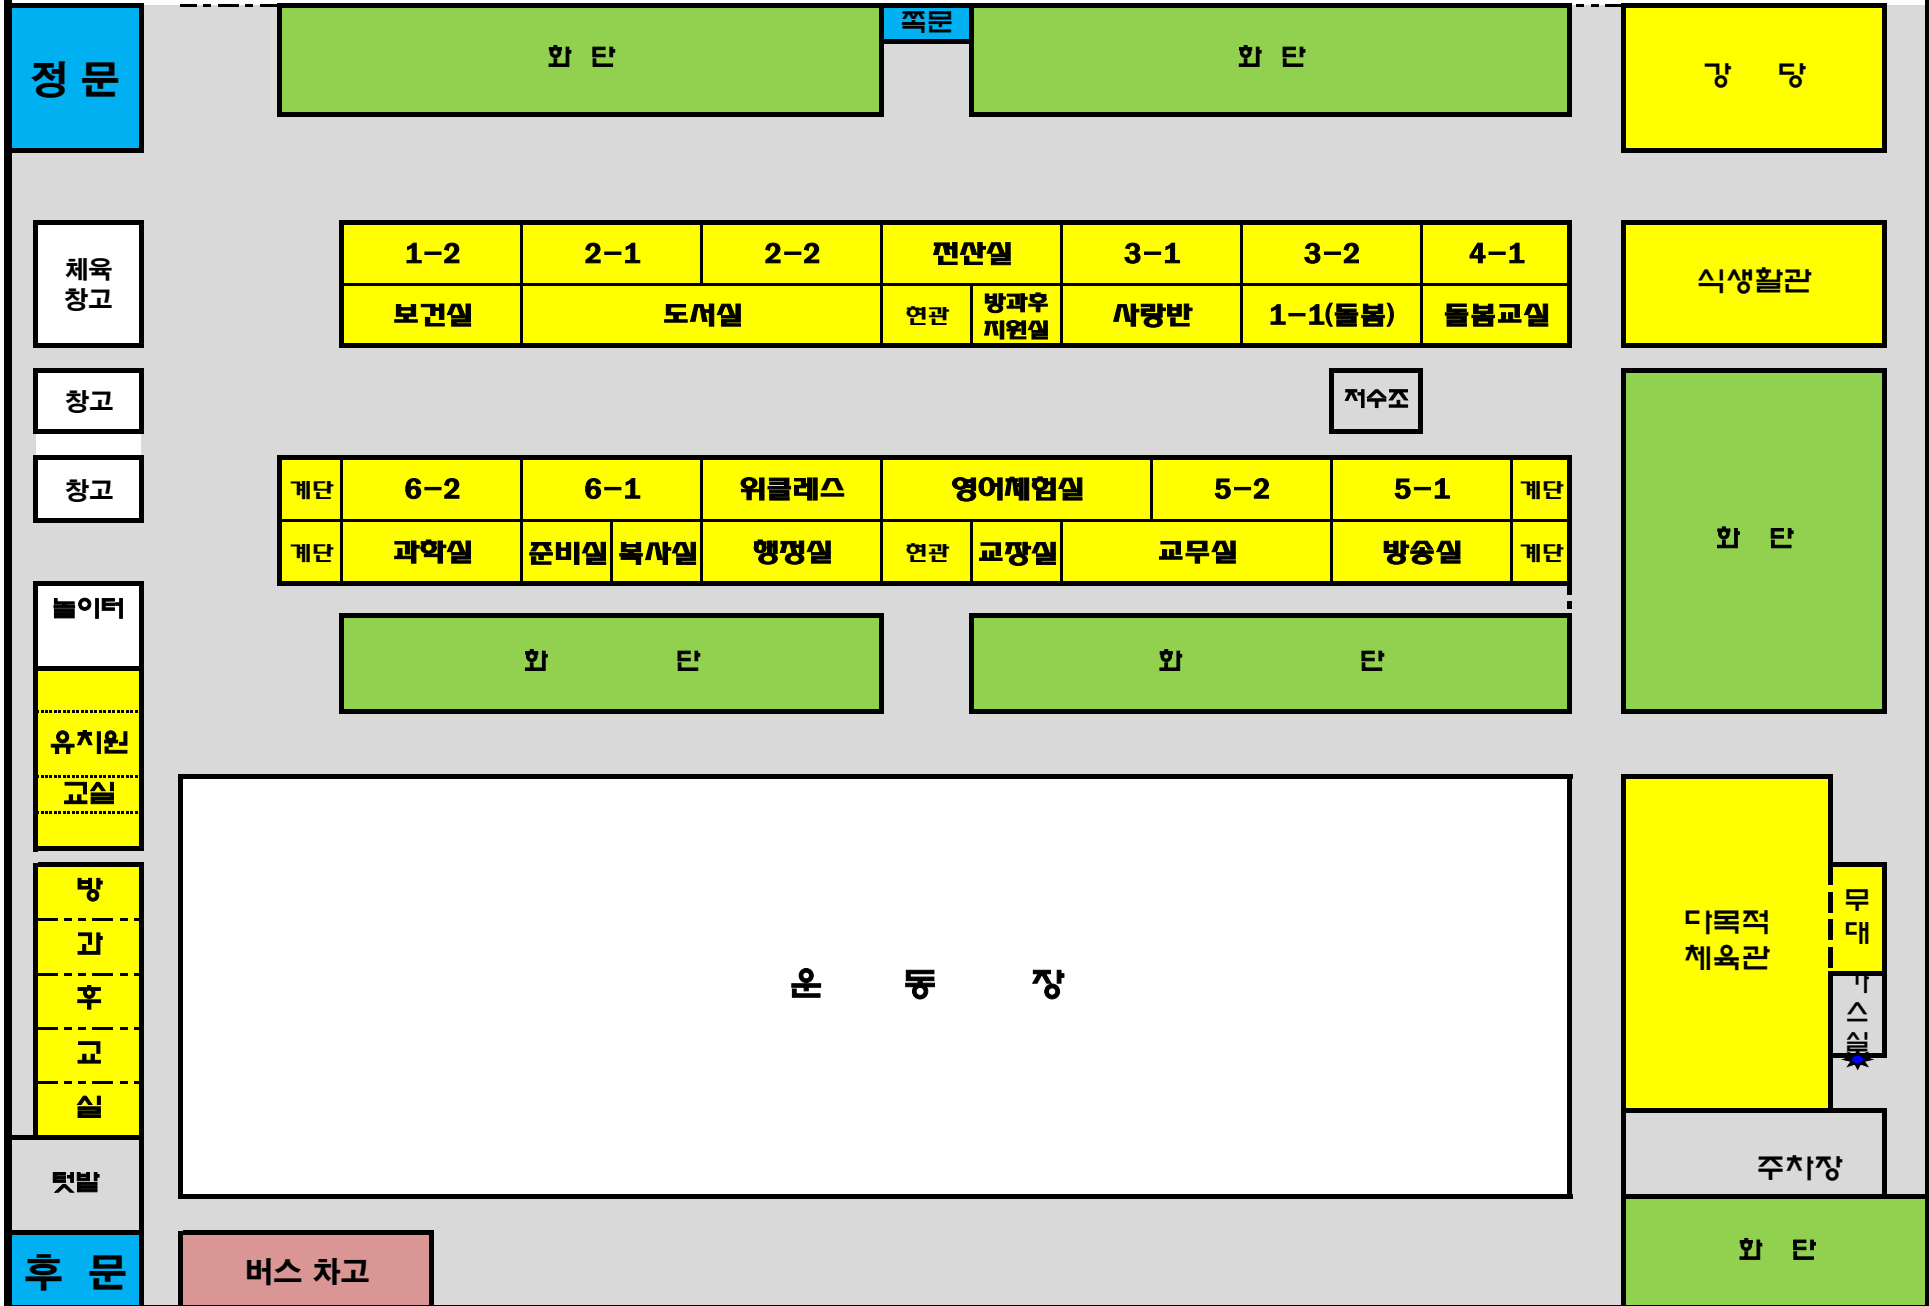 정 문
화 단
쪽문
화 단
강 당
체육
창고
1-2
2-1
2-2
전산실
3-1
3-2
4-1
보건실
도서실
현관
방과후
지원실
사랑반
1-1(돌봄)
돌봄교실
식생활관
창고
저수조
창고
계단
6-2
6-1
위클레스
영어체험실
5-2
5-1
계단
계단
과학실
준비실
복사실
행정실
현관
교장실
교무실
방송실
계단
화 단
놀이터
화 단
화 단
유치원
교실
방
과
후
교
실
운 동 장
다목적
체육관
무
대
가
스
실
텃밭
주차장
후 문
버스 차고
화 단